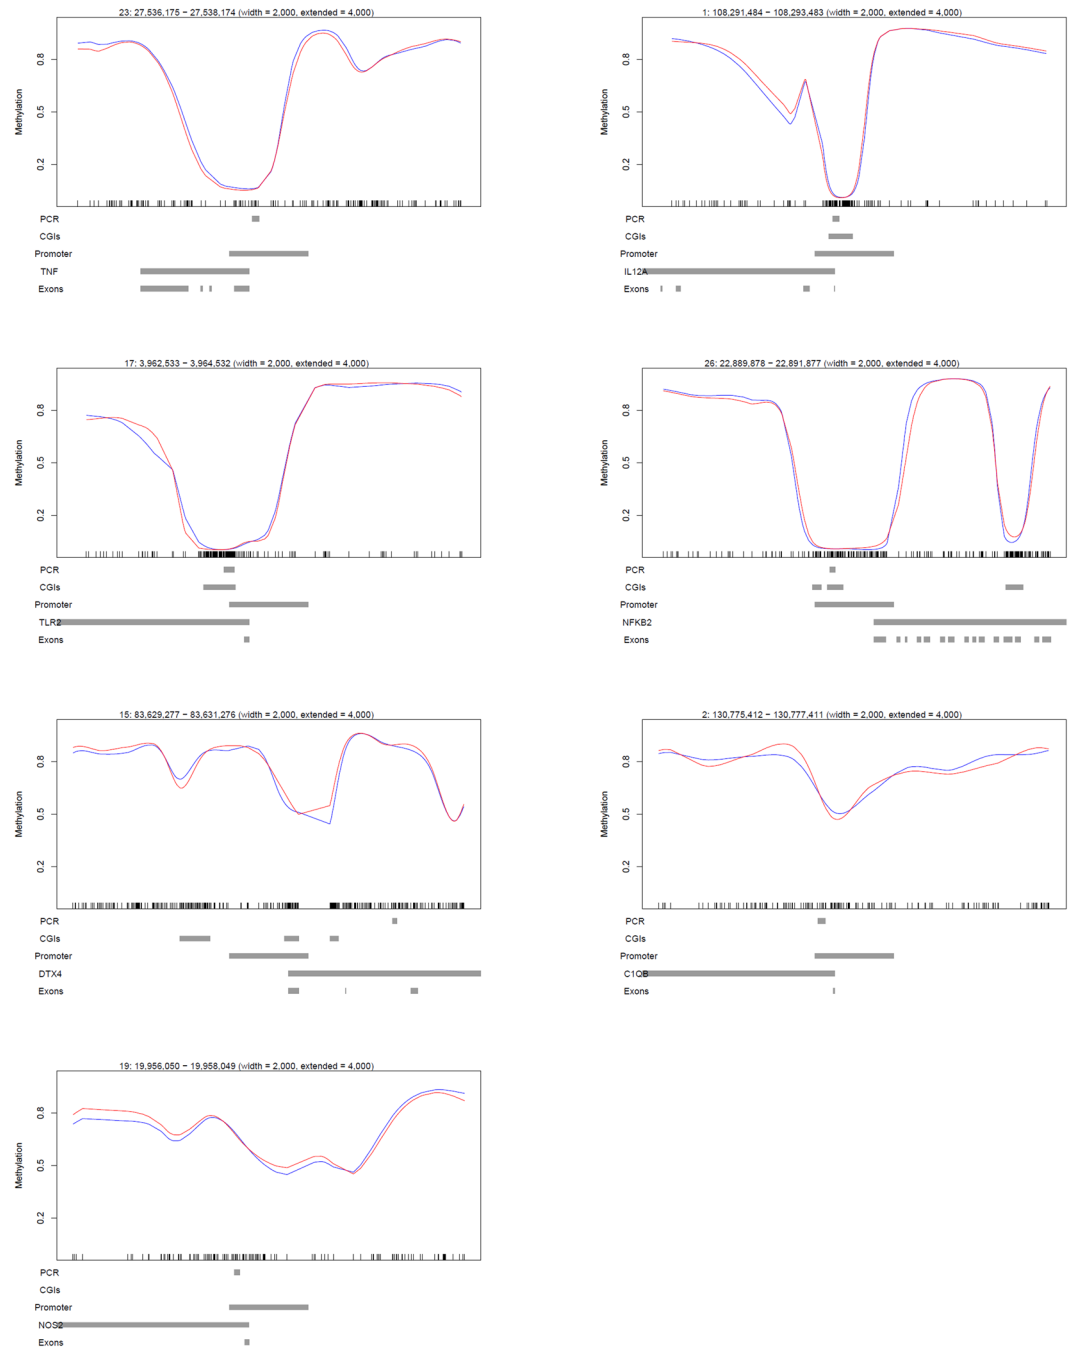 23: 27,536,175 − 27,538,174 (width = 2,000, extended = 4,000)
Methylation
0.8
0.5
0.2
PCR
CGIs
Promoter
TNF
Exons
1: 108,291,484 − 108,293,483 (width = 2,000, extended = 4,000)
Methylation
0.8
0.5
0.2
PCR
CGIs
Promoter
IL12A
Exons
17: 3,962,533 − 3,964,532 (width = 2,000, extended = 4,000)
Methylation
0.8
0.5
0.2
PCR
CGIs
Promoter
TLR2
Exons
26: 22,889,878 − 22,891,877 (width = 2,000, extended = 4,000)
Methylation
0.8
0.5
0.2
PCR
CGIs
Promoter
NFKB2
Exons
15: 83,629,277 − 83,631,276 (width = 2,000, extended = 4,000)
Methylation
0.8
0.5
0.2
PCR
CGIs
Promoter
DTX4
Exons
2: 130,775,412 − 130,777,411 (width = 2,000, extended = 4,000)
Methylation
0.8
0.5
0.2
PCR
CGIs
Promoter
C1QB
Exons
19: 19,956,050 − 19,958,049 (width = 2,000, extended = 4,000)
Methylation
0.8
0.5
0.2
PCR
CGIs
Promoter
NOS2
Exons